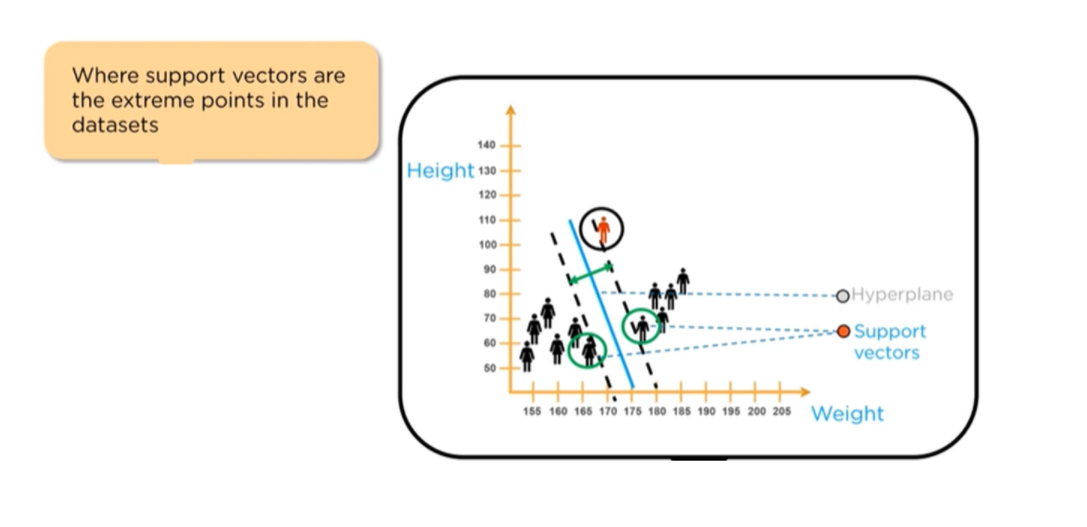 Where support vectors are
the extreme points in the
datasets
140
Height 130
120
110
100
90
80
Hyperplane
70
Support
vectors
60
50
155 160 165 170 175 180 185 190 195 200 205
Weight